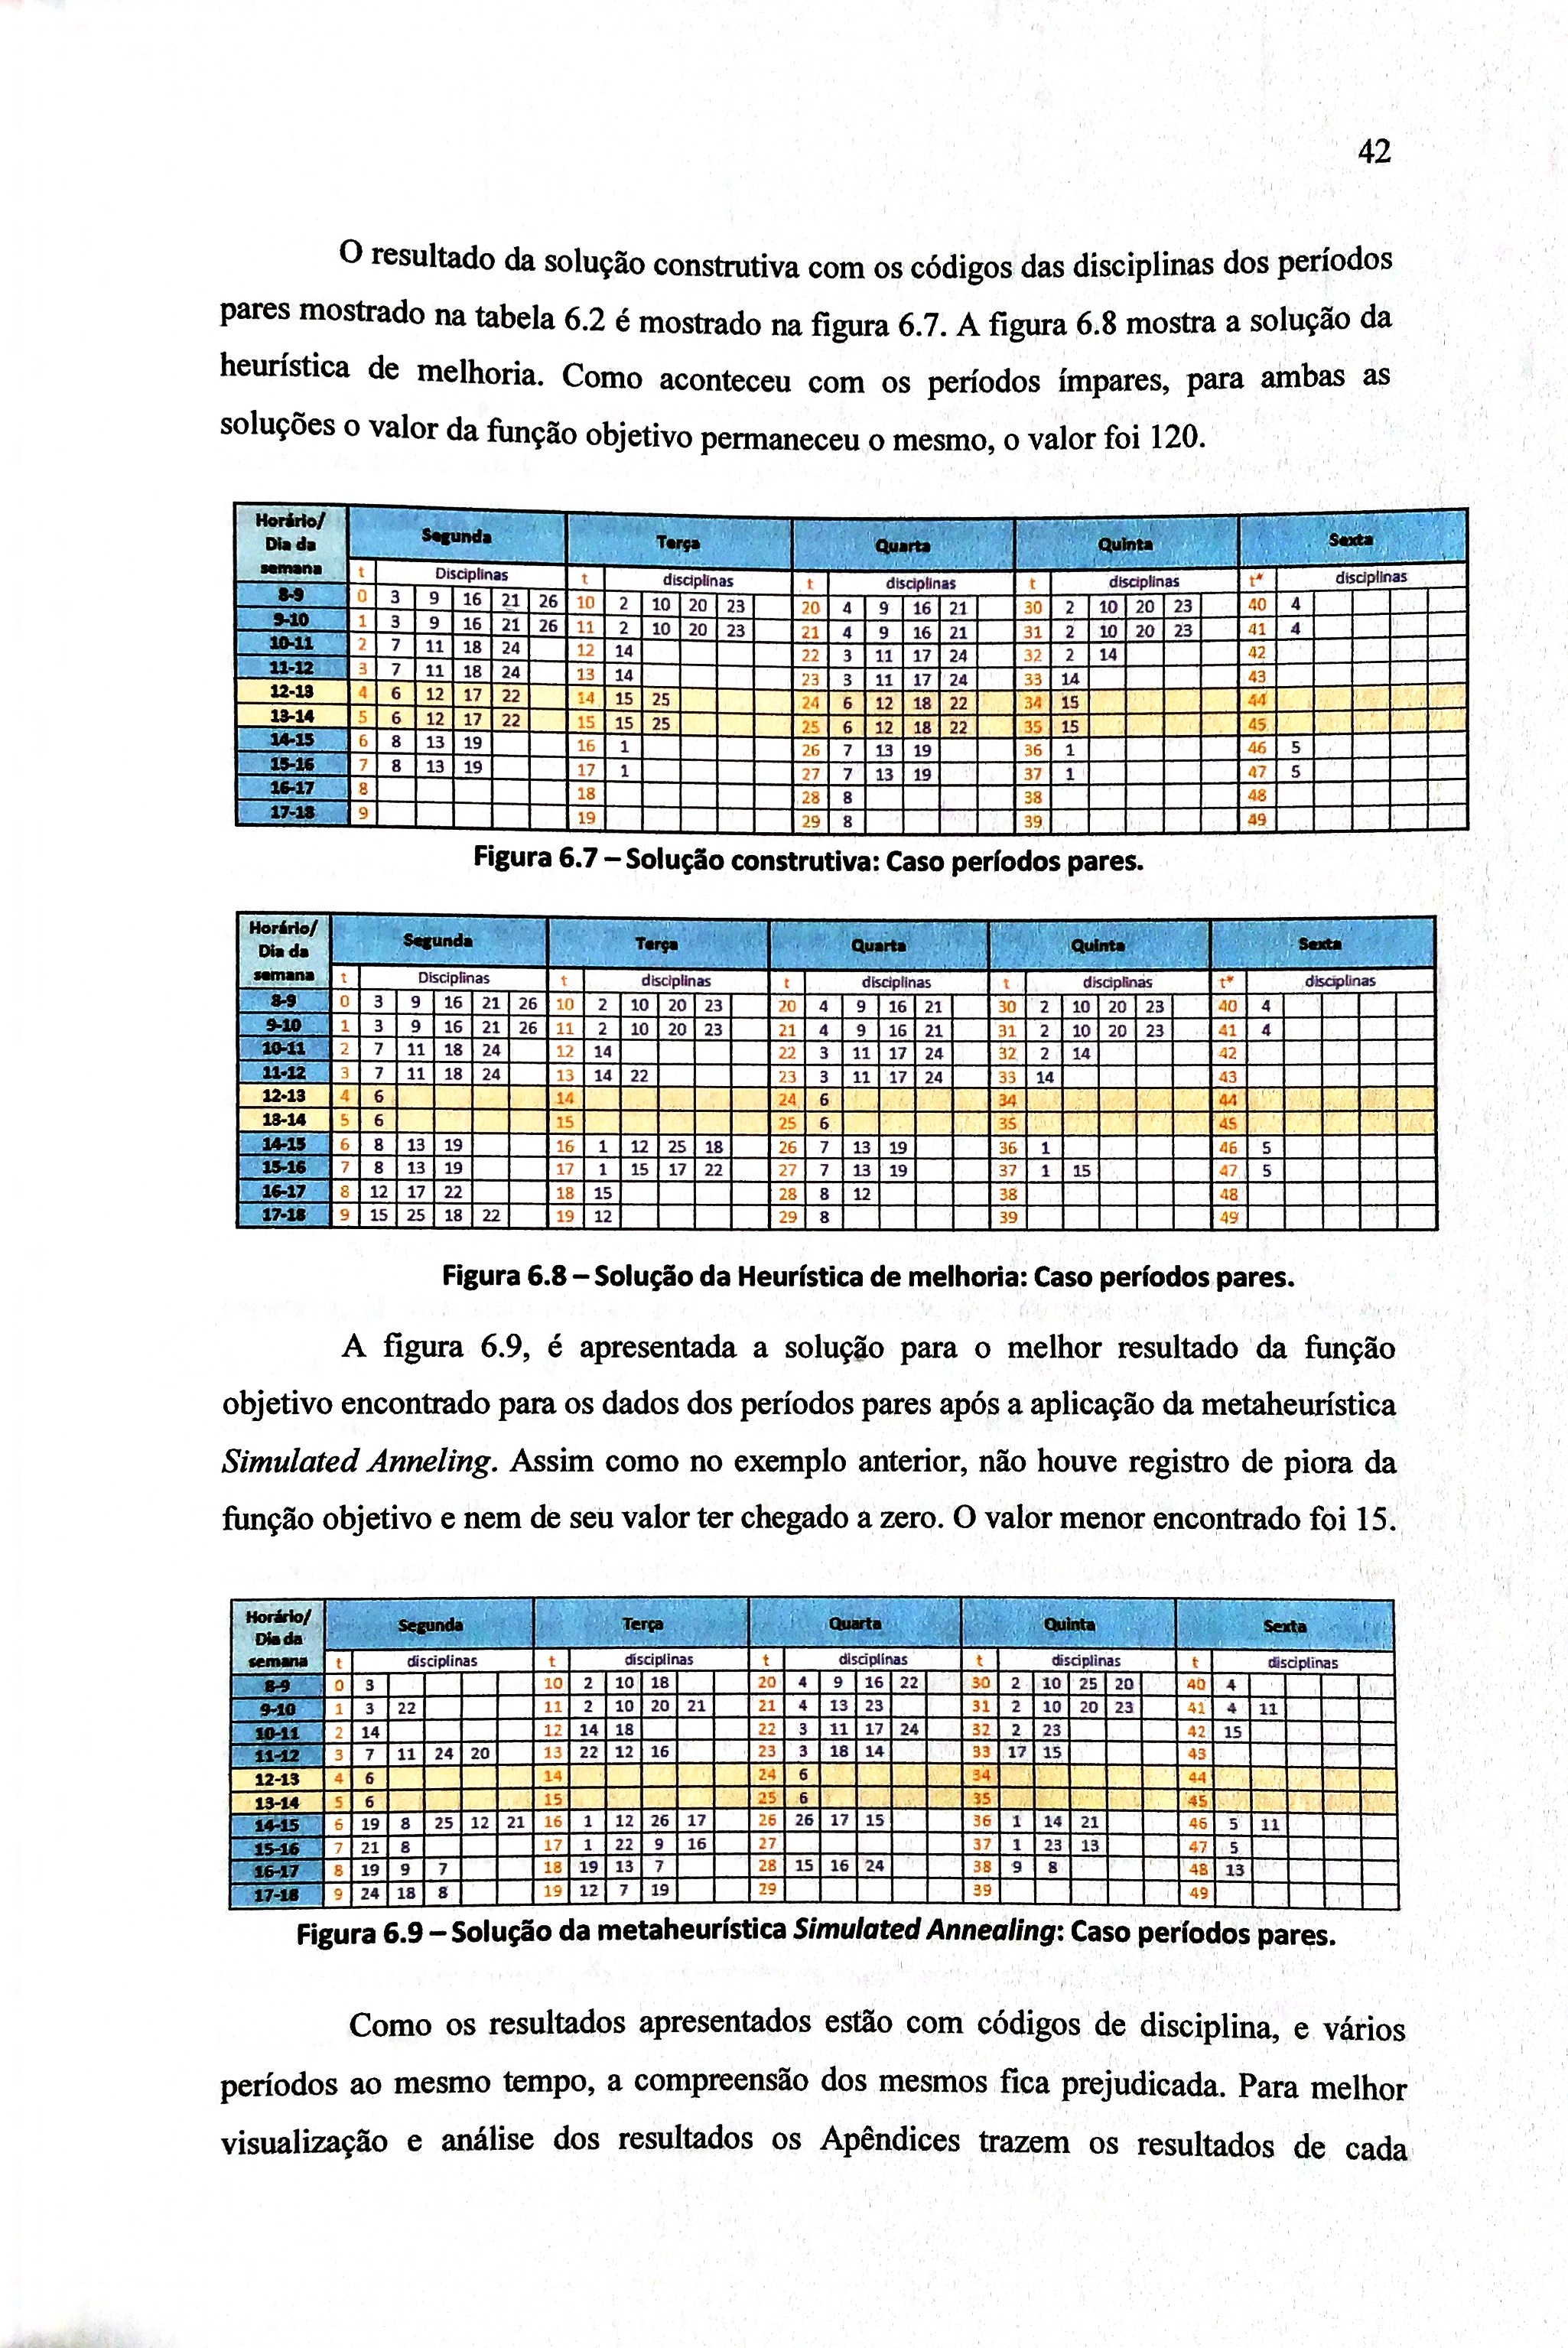 42
O resultado da solução construtiva com os códigos das disciplinas dos períodos
pares mostrado na tabela 6.2 é mostrado na figura 6.7. A figura 6.8 mostra a solução da
heurística de melhoria. Como aconteceu com os períodos ímpares, para ambas as
soluções o valor da função objetivo permaneceu o mesmo, o valor foi 120.
Horário/ Dia da semana Segunda Terça Quarta Quinta Sexta
t Disciplinas t disciplinas t disciplinas t disciplinas t* disciplinas
8-9 0 3 9 16 21 26 10 2 10 20 23 20 4 9 16 21 30 2 10 20 23 40 4
9-10 1 3 9 16 21 26 11 2 10 20 23 21 4 9 16 21 31 2 10 20 23 41 4
10-11 2 7 11 18 24 12 14 22 3 11 17 24 32 2 14 42
11-12 3 7 11 18 24 13 14 23 3 11 17 24 33 14 43
12-13 4 6 12 17 22 14 15 25 24 6 12 18 22 34 15 44
13-14 5 6 12 17 22 15 15 25 25 6 12 18 22 35 15 45
14-15 6 8 13 19 16 1 26 7 13 19 36 1 46 5
15-16 7 8 13 19 17 1 27 7 13 19 37 1 47 5
16-17 8 18 28 8 38 48
17-18 9 19 29 8 39 49
Figura 6.7 – Solução construtiva: Caso períodos pares.
Horário/ Dia da semana Segunda Terça Quarta Quinta Sexta
t Disciplinas t disciplinas t disciplinas t disciplinas t* disciplinas
8-9 0 3 9 16 21 26 10 2 10 20 23 20 4 9 16 21 30 2 10 20 23 40 4
9-10 1 3 9 16 21 26 11 2 10 20 23 21 4 9 16 21 31 2 10 20 23 41 4
10-11 2 7 11 18 24 12 14 22 3 11 17 24 32 2 14 42
11-12 3 7 11 18 24 13 14 22 23 3 11 17 24 33 14 43
12-13 4 6 14 24 6 34 44
13-14 5 6 15 25 6 35 45
14-15 6 8 13 19 16 1 12 25 18 26 7 13 19 36 1 46 5
15-16 7 8 13 19 17 1 15 17 22 27 7 13 19 37 1 15 47 5
16-17 8 12 17 22 18 15 28 8 12 38 48
17-18 9 15 25 18 22 19 12 29 8 39 49
Figura 6.8 – Solução da Heurística de melhoria: Caso períodos pares.
A figura 6.9, é apresentada a solução para o melhor resultado da função
objetivo encontrado para os dados dos períodos pares após a aplicação da metaheurística
Simulated Anneling. Assim como no exemplo anterior, não houve registro de piora da
função objetivo e nem de seu valor ter chegado a zero. O valor menor encontrado foi 15.
Horário/ Dia da semana Segunda Terça Quarta Quinta Sexta
t disciplinas t disciplinas t disciplinas t disciplinas t disciplinas
8-9 0 3 10 2 10 18 20 4 9 16 22 30 2 10 25 20 40 4
9-10 1 3 22 11 2 10 20 21 21 4 13 23 31 2 10 20 23 41 4 11
10-11 2 14 12 14 18 22 3 11 17 24 32 2 23 42 15
11-12 3 7 11 24 20 13 22 12 16 23 3 18 14 33 17 15 43
12-13 4 6 14 24 6 34 44
13-14 5 6 15 25 6 35 45
14-15 6 19 8 25 12 21 16 1 12 26 17 26 26 17 15 36 1 14 21 46 5 11
15-16 7 21 8 17 1 22 9 16 27 37 1 23 13 47 5
16-17 8 19 9 7 18 19 13 7 28 15 16 24 38 9 8 48 13
17-18 9 24 18 8 19 12 7 19 29 39 49
Figura 6.9 – Solução da metaheurística Simulated Annealing: Caso períodos pares.
Como os resultados apresentados estão com códigos de disciplina, e vários
períodos ao mesmo tempo, a compreensão dos mesmos fica prejudicada. Para melhor
visualização e análise dos resultados os Apêndices trazem os resultados de cada